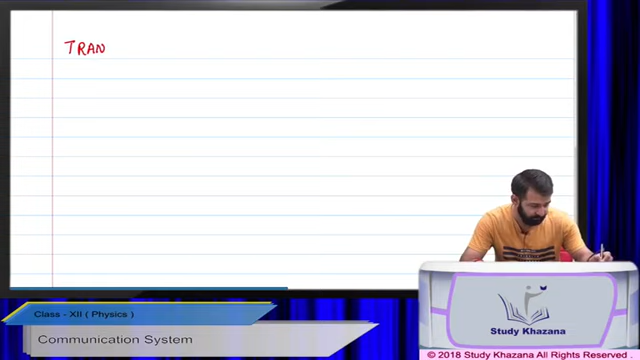 TRAN
Class - XII ( Physics )
Communication System
Study Khazana
© 2018 Study Khazana All Rights Reserved.